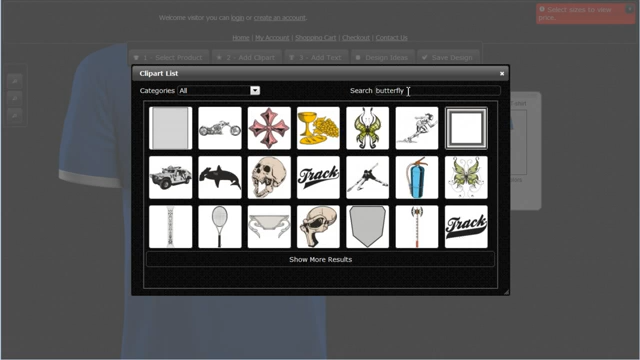 Welcome visitor you can login or create an account.
Select sizes to view price.
Home | My Account | Shopping Cart | Checkout | Contact Us
1 - Select Product
2 - Add Clipart
3 - Add Text
Design Ideas
Save Design
Clipart List
Categories All
Search butterfly
Track
Track
Show More Results